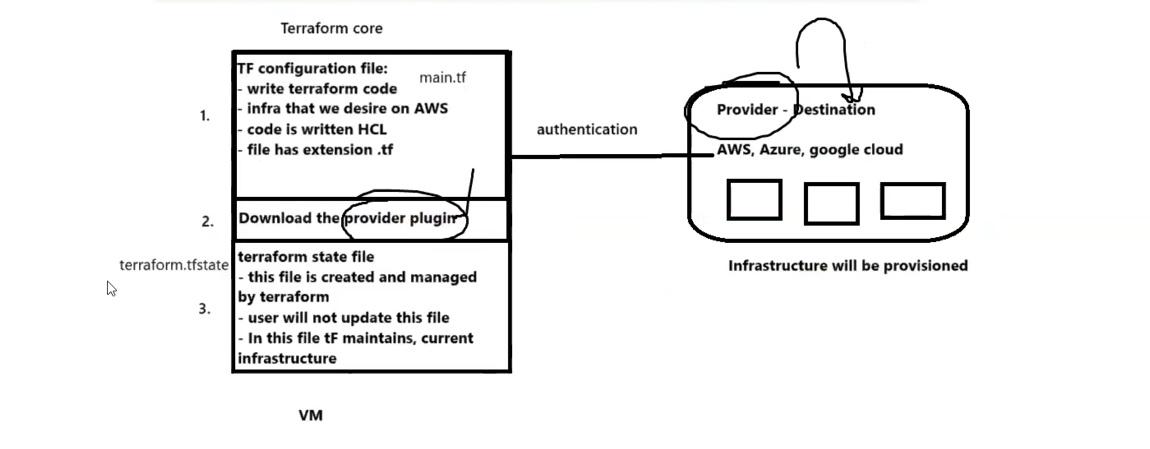 Terraform core
TF configuration file:
main.tf
- write terraform code
- infra that we desire on AWS
- code is written HCL
- file has extension .tf
1.
authentication
Provider - Destination
AWS, Azure, google cloud
Infrastructure will be provisioned
2.
Download the provider plugin
terraform.tfstate
terraform state file
- this file is created and managed
by terraform
3.
- user will not update this file
- In this file tF maintains, current
infrastructure
VM